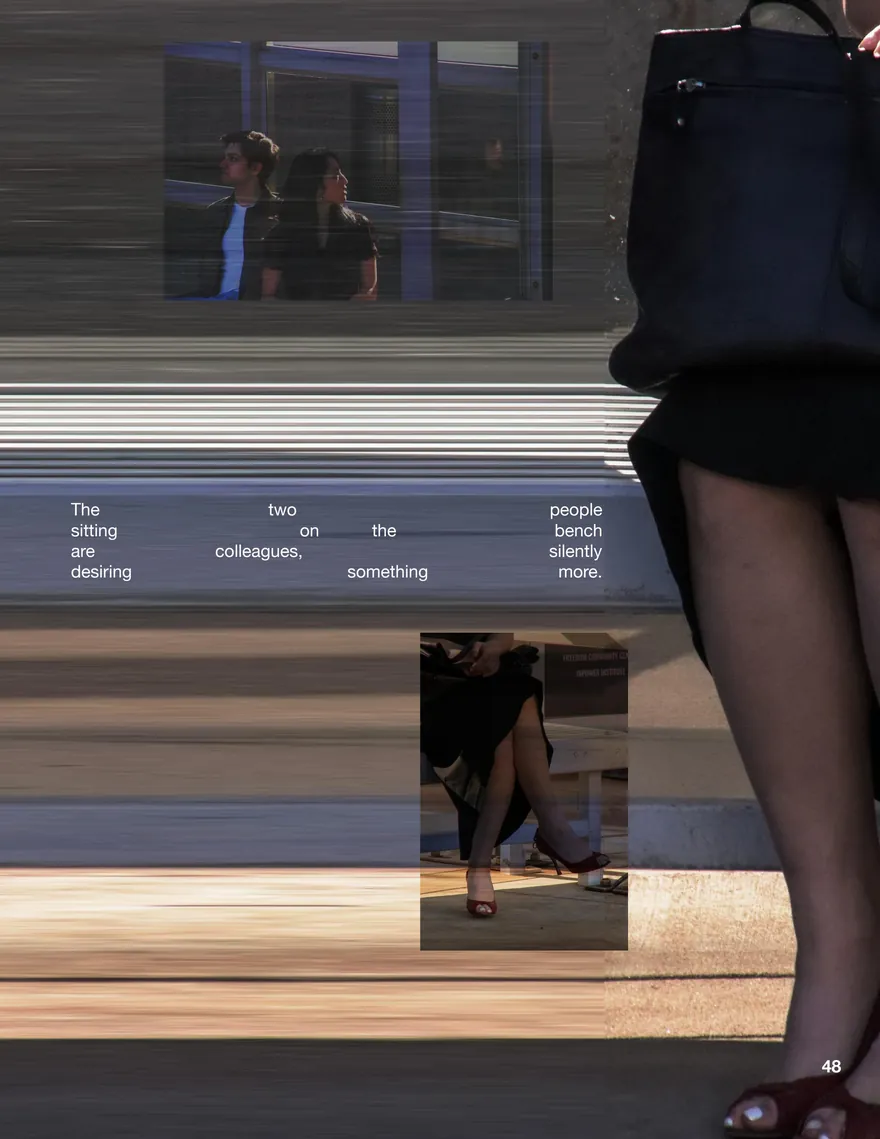 The two people
sitting on the bench
are colleagues, silently
desiring something more.
48